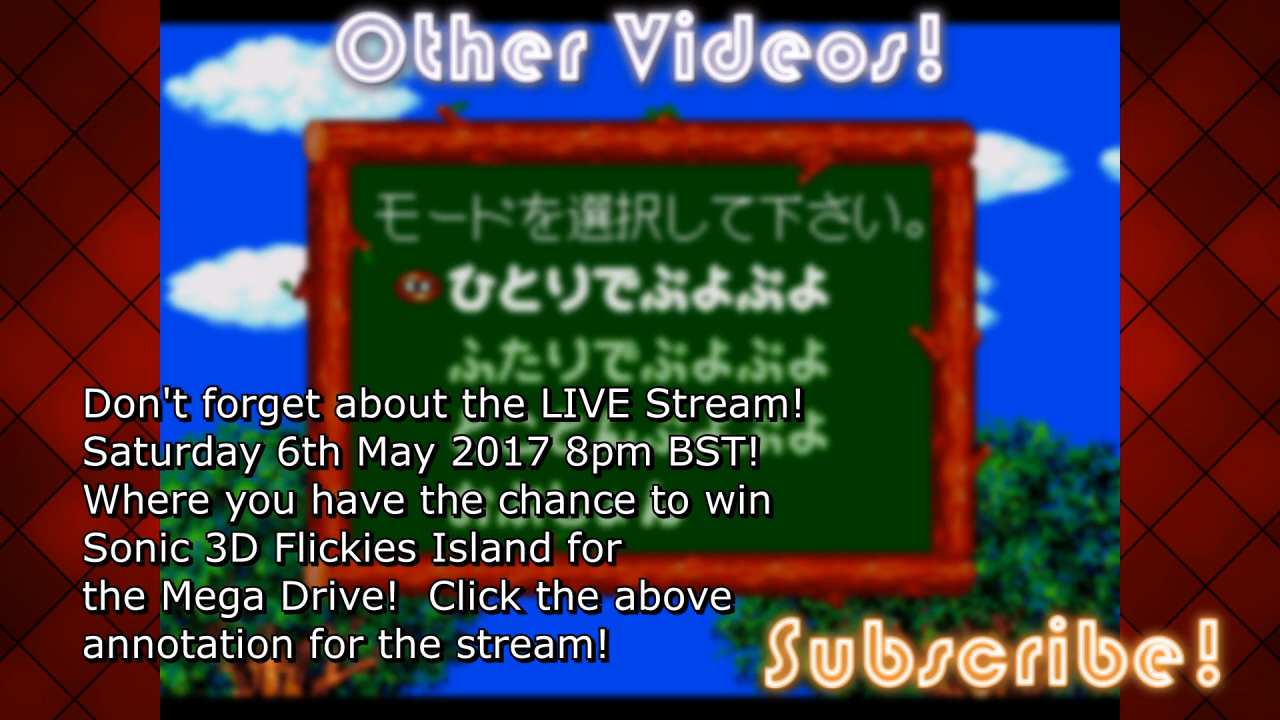 Other Videos!
モードを選択して下さい。
ひとりでぷよぷよ
ふたりでぷよぷよ
Don't forget about the LIVE Stream!
Saturday 6th May 2017 8pm BST!
Where you have the chance to win
Sonic 3D Flickies Island for
the Mega Drive!  Click the above
annotation for the stream!
Subscribe!